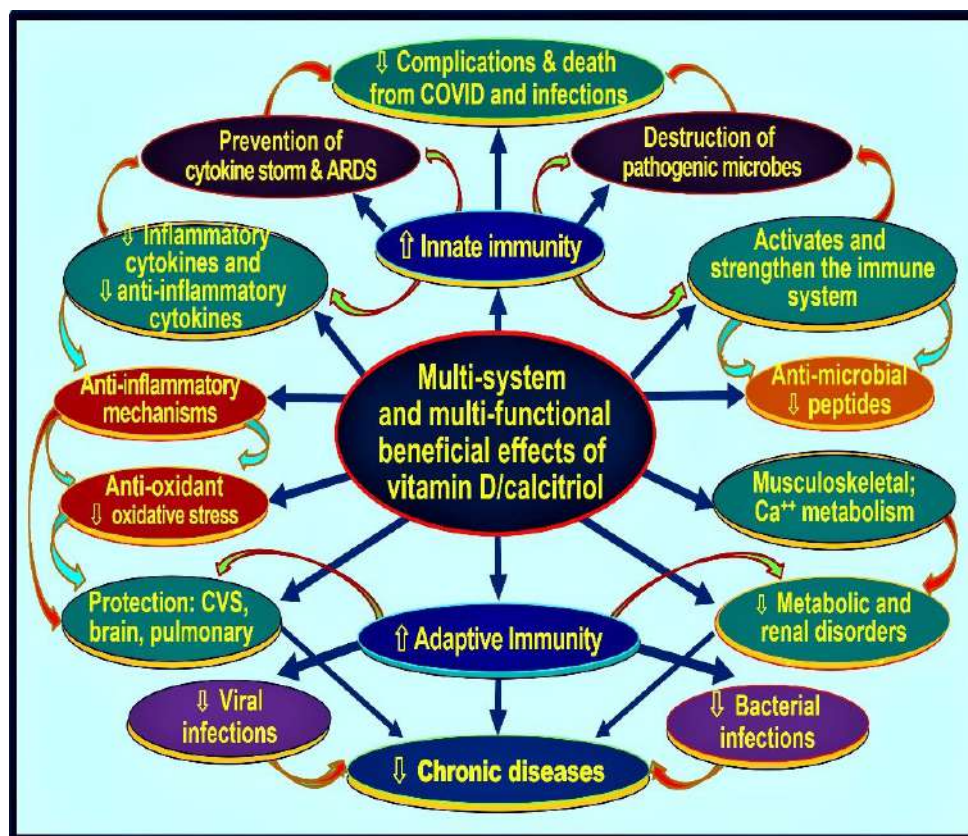 ⇩ Complications & death
from COVID and infections
Prevention of
cytokine storm & ARDS
Destruction of
pathogenic microbes
⇧ Innate immunity
⇩ Inflammatory
cytokines and
⇩ anti-inflammatory
cytokines
Activates and
strengthen the immune
system
Multi-system
and multi-functional
beneficial effects of
vitamin D/calcitriol
Anti-inflammatory
mechanisms
Anti-microbial
⇩ peptides
Anti-oxidant
⇩ oxidative stress
Musculoskeletal;
Ca⁺⁺ metabolism
Protection: CVS,
brain, pulmonary
⇧ Adaptive Immunity
⇩ Metabolic and
renal disorders
⇩ Viral
infections
⇩ Bacterial
infections
⇩ Chronic diseases